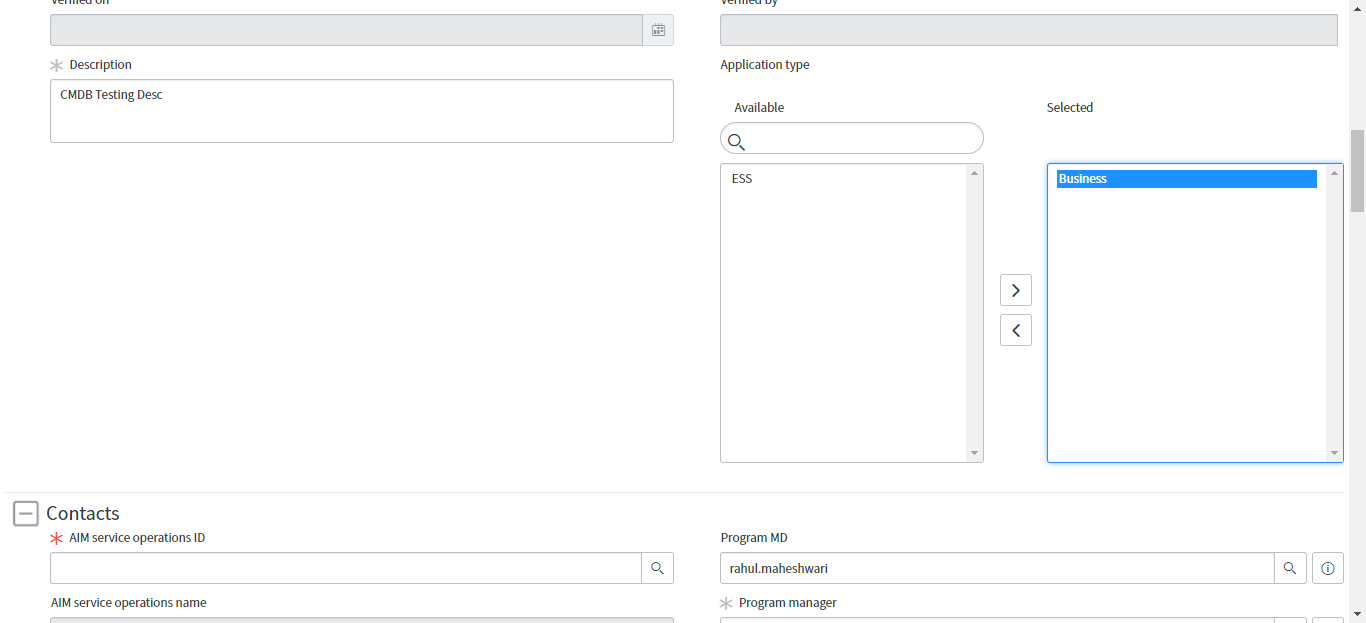 Verified on
Verified by
Description
CMDB Testing Desc
Application type
Available
Selected
ESS
Business
Contacts
AIM service operations ID
Program MD
rahul.maheshwari
AIM service operations name
Program manager